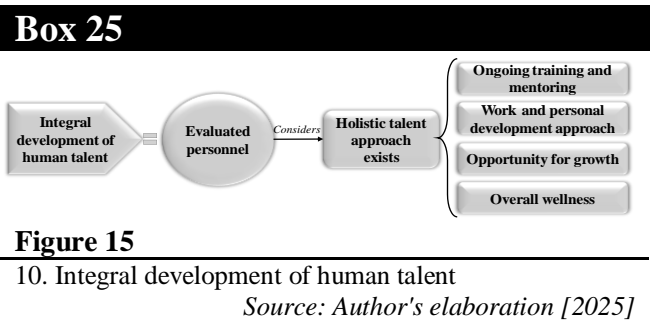 Box 25
Integral
development of
human talent
Evaluated
personnel
Considers
Holistic talent
approach
exists
Ongoing training and
mentoring
Work and personal
development approach
Opportunity for growth
Overall wellness
Figure 15
10. Integral development of human talent
Source: Author's elaboration [2025]